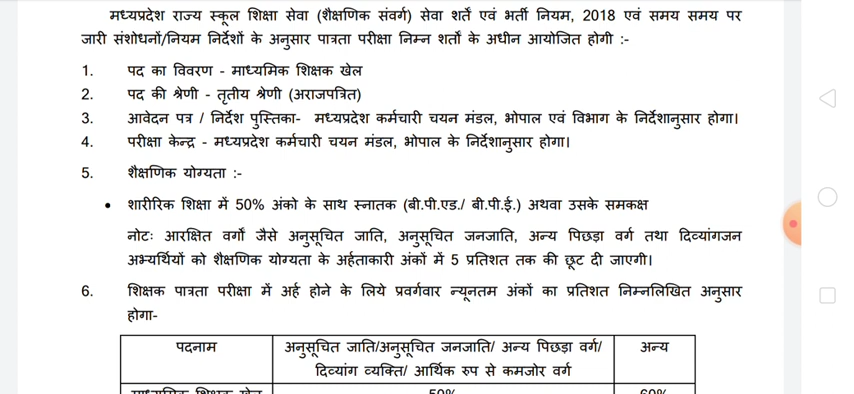 मध्यप्रदेश राज्य स्कूल शिक्षा सेवा (शैक्षणिक संवर्ग) सेवा शर्ते एवं भर्ती नियम, 2018 एवं समय समय पर
जारी संशोधनों/नियम निर्देशों के अनुसार पात्रता परीक्षा निम्न शर्तो के अधीन आयोजित होगी :-
1. पद का विवरण - माध्यमिक शिक्षक खेल
2. पद की श्रेणी - तृतीय श्रेणी (अराजपत्रित)
3. आवेदन पत्र / निर्देश पुस्तिका- मध्यप्रदेश कर्मचारी चयन मंडल, भोपाल एवं विभाग के निर्देशानुसार होगा।
4. परीक्षा केन्द्र - मध्यप्रदेश कर्मचारी चयन मंडल, भोपाल के निर्देशानुसार होगा।
5. शैक्षणिक योग्यता :-
• शारीरिक शिक्षा में 50% अंको के साथ स्नातक (बी.पी.एड./ बी.पी.ई.) अथवा उसके समकक्ष
नोटः आरक्षित वर्गो जैसे अनुसूचित जाति, अनुसूचित जनजाति, अन्य पिछड़ा वर्ग तथा दिव्यांगजन
अभ्यर्थियों को शैक्षणिक योग्यता के अर्हताकारी अंकों में 5 प्रतिशत तक की छूट दी जाएगी।
6. शिक्षक पात्रता परीक्षा में अर्ह होने के लिये प्रवर्गवार न्यूनतम अंकों का प्रतिशत निम्नलिखित अनुसार
होगा-
पदनाम अनुसूचित जाति/अनुसूचित जनजाति/ अन्य पिछड़ा वर्ग/ अन्य
दिव्यांग व्यक्ति/ आर्थिक रुप से कमजोर वर्ग
माध्यमिक शिक्षक खेल 50% 60%